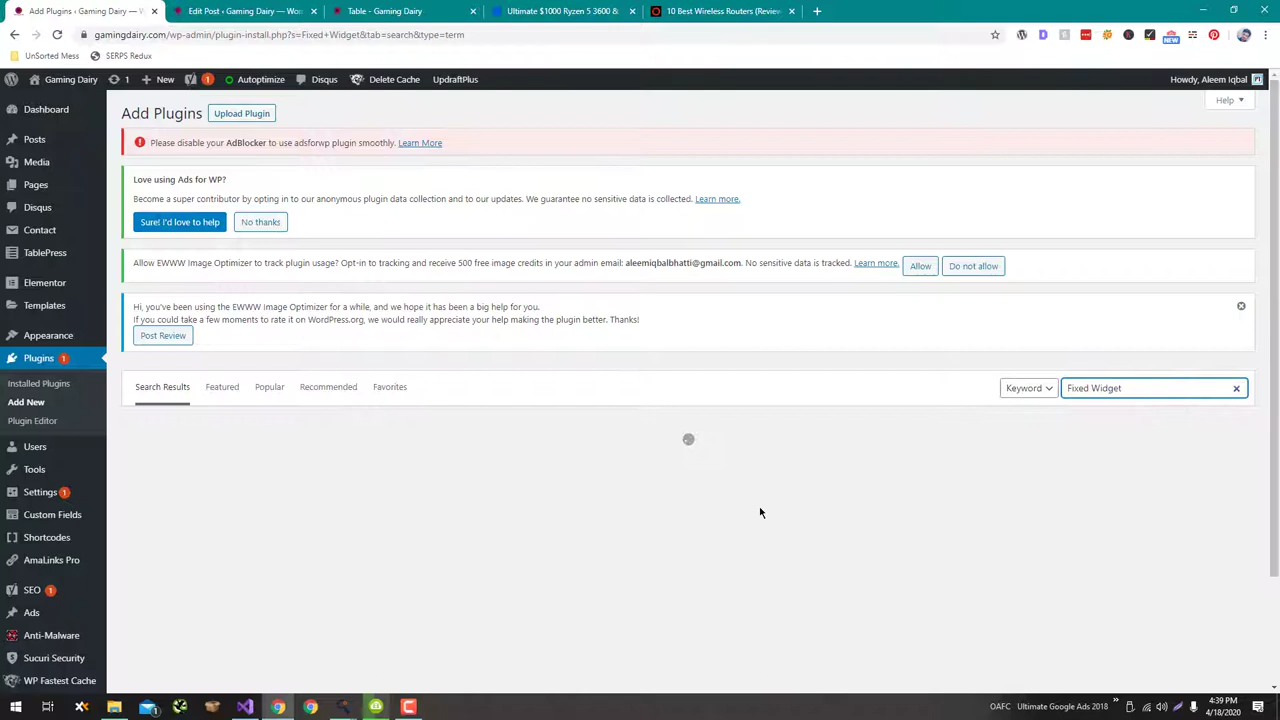 Add Plugins ‹ Gaming Dairy — W
Edit Post ‹ Gaming Dairy — Wo
Table - Gaming Dairy
Ultimate $1000 Ryzen 5 3600 &
10 Best Wireless Routers (Review
gamingdairy.com/wp-admin/plugin-install.php?s=Fixed+Widget&tab=search&type=term
UnSorted Mess
SERPS Redux
Gaming Dairy
1
New
1
Autoptimize
Disqus
Delete Cache
UpdraftPlus
Howdy, Aleem Iqbal
Dashboard
Posts
Media
Pages
Disqus
Contact
TablePress
Elementor
Templates
Appearance
Plugins 1
Installed Plugins
Add New
Plugin Editor
Users
Tools
Settings 1
Custom Fields
Shortcodes
AmaLinks Pro
SEO 1
Ads
Anti-Malware
Sucuri Security
WP Fastest Cache
Help
Add Plugins
Upload Plugin
Please disable your AdBlocker to use adsforwp plugin smoothly. Learn More
Love using Ads for WP?
Become a super contributor by opting in to our anonymous plugin data collection and to our updates. We guarantee no sensitive data is collected. Learn more.
Sure! I'd love to help
No thanks
Allow EWWW Image Optimizer to track plugin usage? Opt-in to tracking and receive 500 free image credits in your admin email: aleemiqbalbhatti@gmail.com. No sensitive data is tracked. Learn more.
Allow
Do not allow
Hi, you've been using the EWWW Image Optimizer for a while, and we hope it has been a big help for you.
If you could take a few moments to rate it on WordPress.org, we would really appreciate your help making the plugin better. Thanks!
Post Review
Search Results
Featured
Popular
Recommended
Favorites
Keyword
Fixed Widget
OAFC
Ultimate Google Ads 2018
4:39 PM
4/18/2020